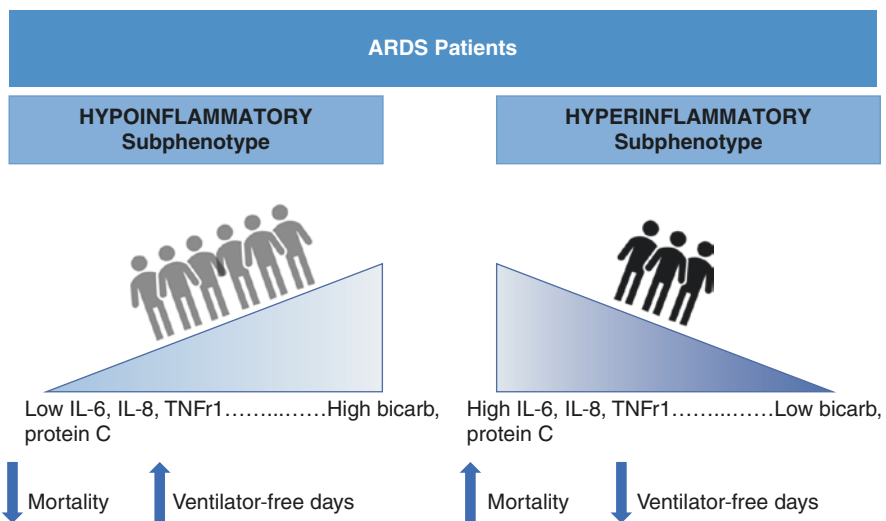 ARDS Patients
HYPOINFLAMMATORY
Subphenotype
HYPERINFLAMMATORY
Subphenotype
Low IL-6, IL-8, TNFr1……...……High bicarb,
protein C
High IL-6, IL-8, TNFr1……...……Low bicarb,
protein C
Mortality
Ventilator-free days
Mortality
Ventilator-free days